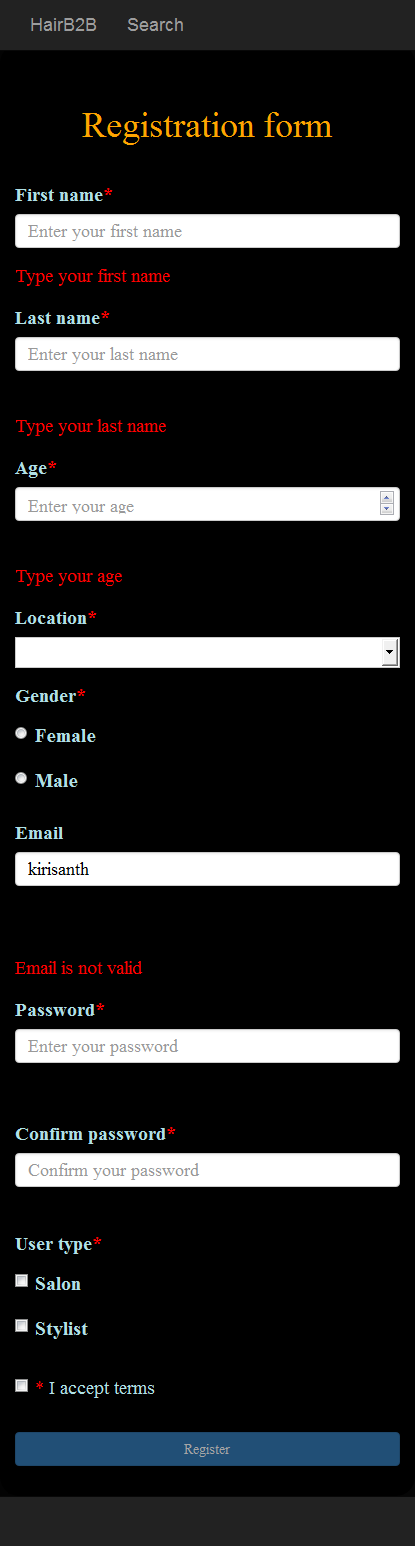 HairB2B Search
Registration form
First name*
Enter your first name
Type your first name
Last name*
Enter your last name
Type your last name
Age*
Enter your age
Type your age
Location*
Gender*
Female
Male
Email
kirisanth
Email is not valid
Password*
Enter your password
Confirm password*
Confirm your password
User type*
Salon
Stylist
* I accept terms
Register